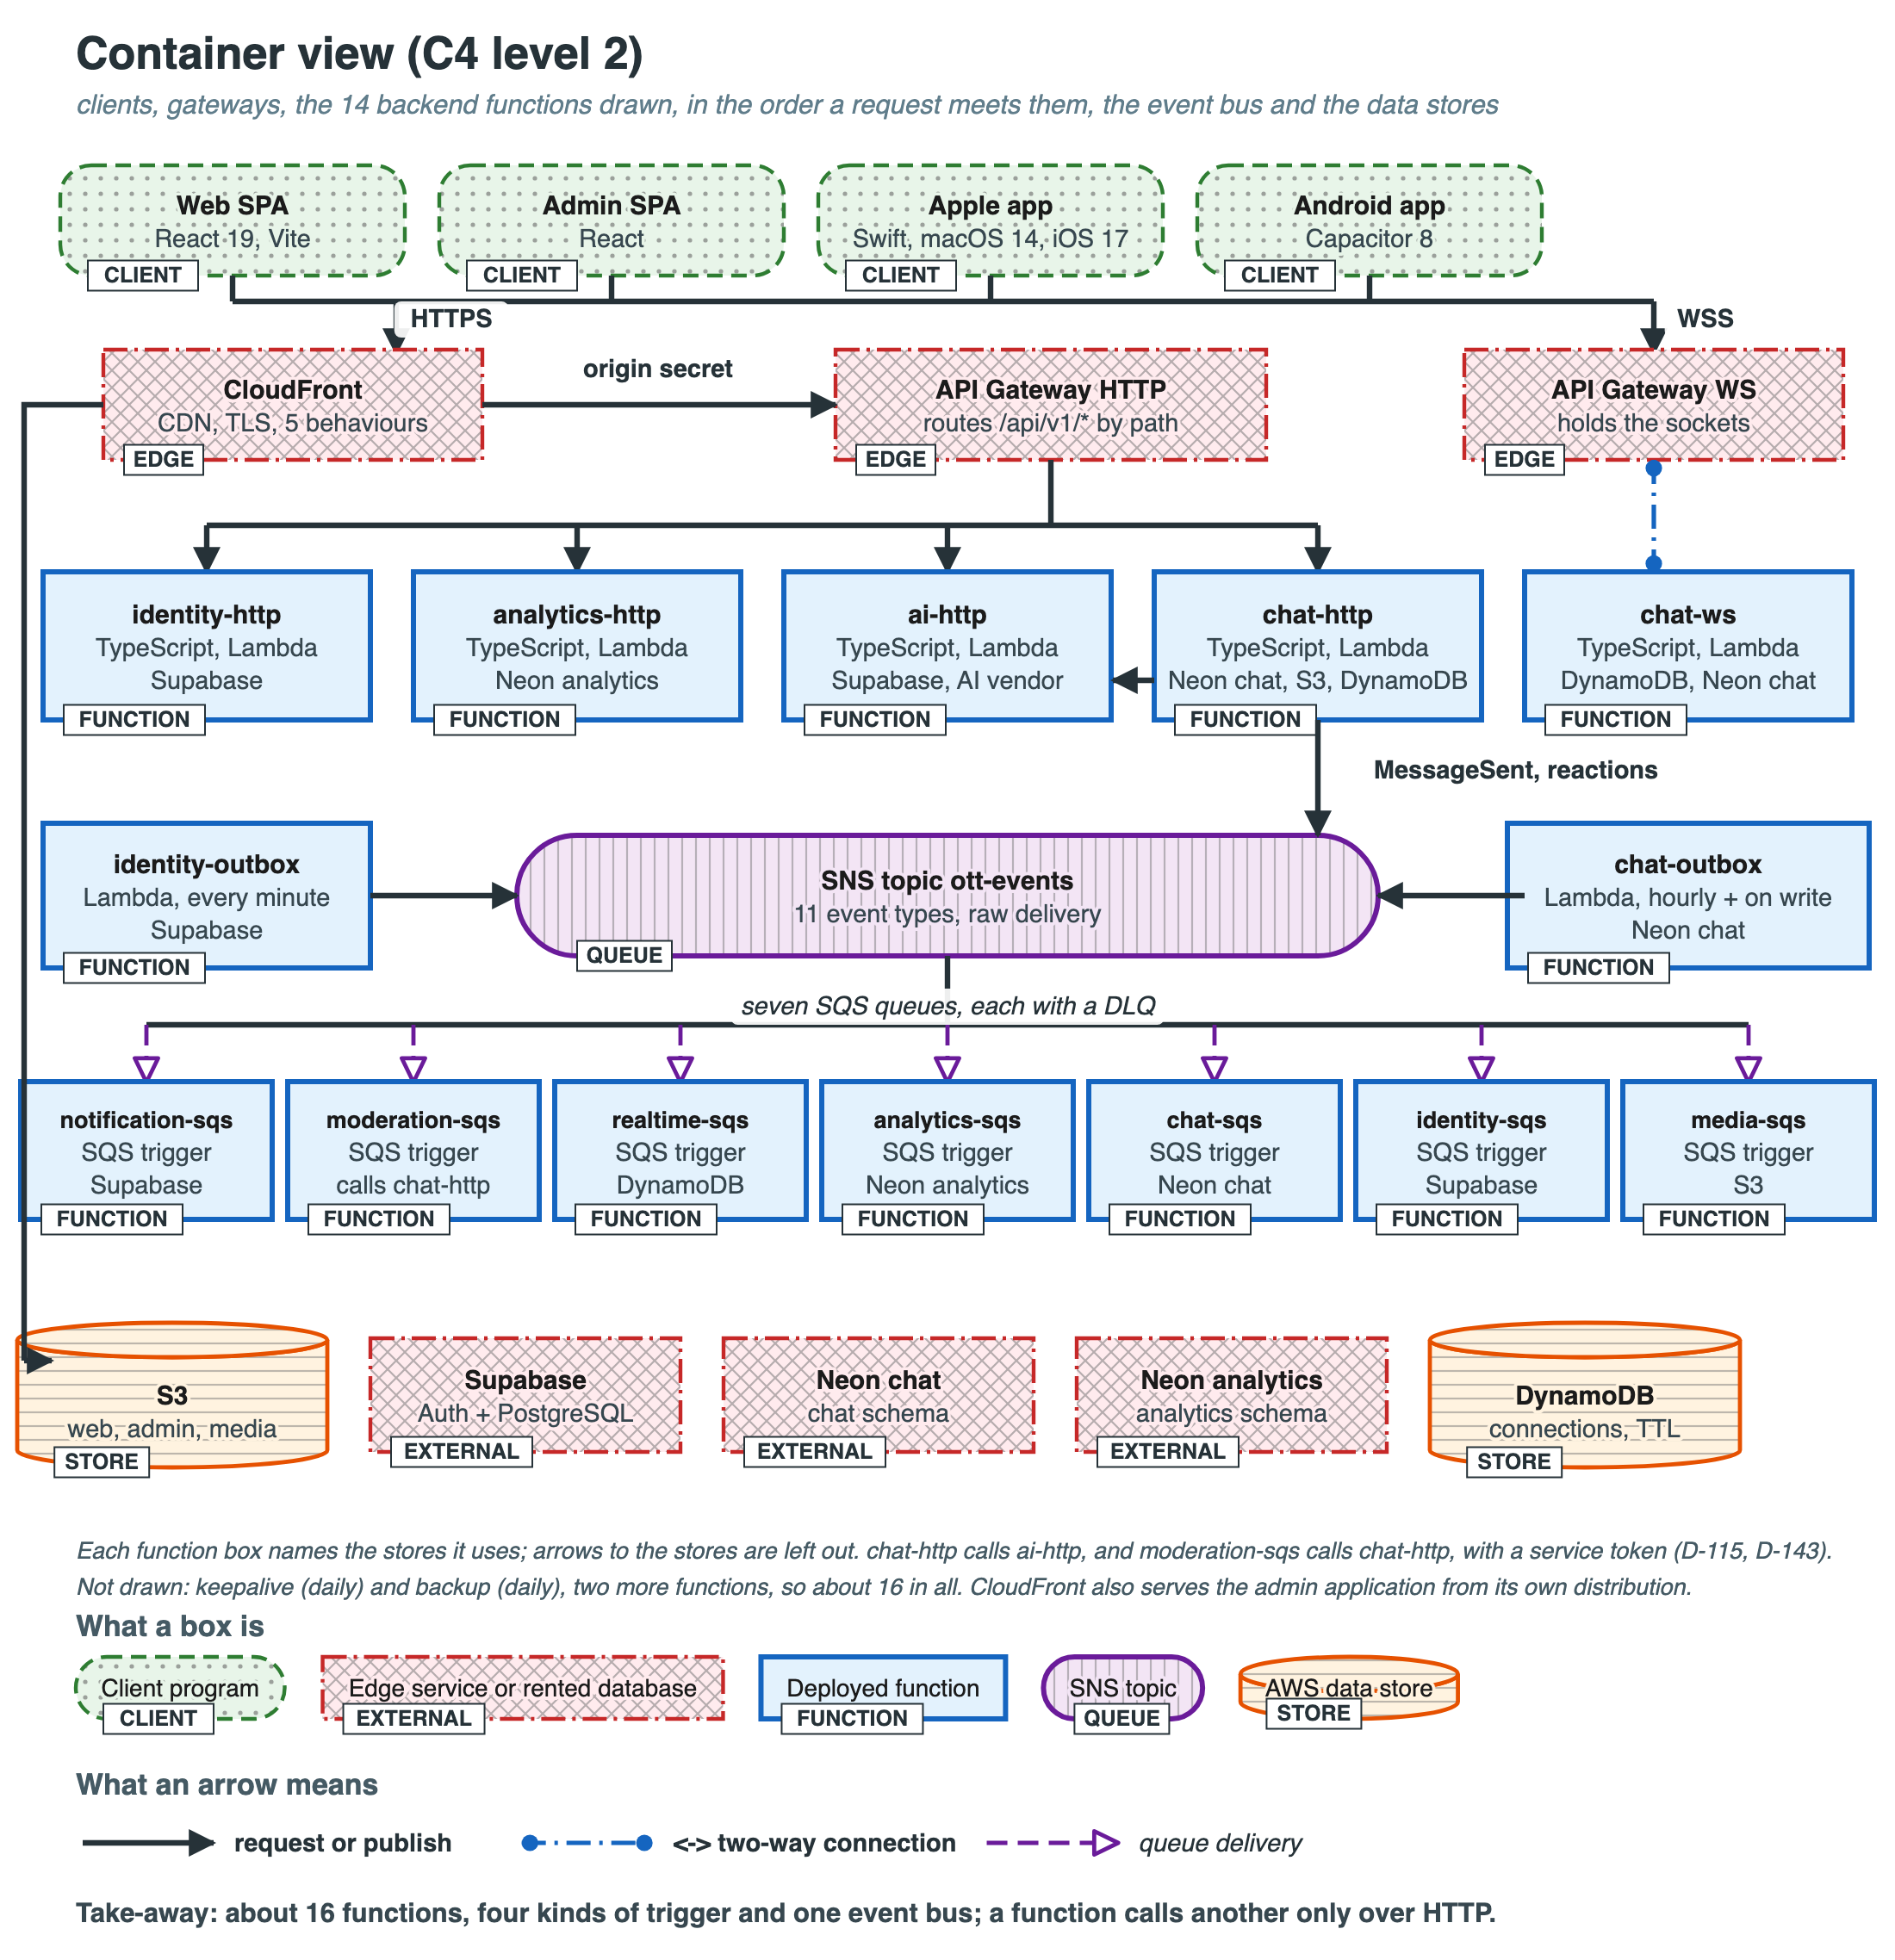 Container view (C4 level 2)
clients, gateways, the 14 backend functions drawn, in the order a request meets them, the event bus and the data stores
Web SPA
React 19, Vite
CLIENT
Admin SPA
React
CLIENT
Apple app
Swift, macOS 14, iOS 17
CLIENT
Android app
Capacitor 8
CLIENT
HTTPS
WSS
CloudFront
CDN, TLS, 5 behaviours
EDGE
origin secret
API Gateway HTTP
routes /api/v1/* by path
EDGE
API Gateway WS
holds the sockets
EDGE
identity-http
TypeScript, Lambda
Supabase
FUNCTION
analytics-http
TypeScript, Lambda
Neon analytics
FUNCTION
ai-http
TypeScript, Lambda
Supabase, AI vendor
FUNCTION
chat-http
TypeScript, Lambda
Neon chat, S3, DynamoDB
FUNCTION
chat-ws
TypeScript, Lambda
DynamoDB, Neon chat
FUNCTION
MessageSent, reactions
identity-outbox
Lambda, every minute
Supabase
FUNCTION
SNS topic ott-events
11 event types, raw delivery
QUEUE
chat-outbox
Lambda, hourly + on write
Neon chat
FUNCTION
seven SQS queues, each with a DLQ
notification-sqs
SQS trigger
Supabase
FUNCTION
moderation-sqs
SQS trigger
calls chat-http
FUNCTION
realtime-sqs
SQS trigger
DynamoDB
FUNCTION
analytics-sqs
SQS trigger
Neon analytics
FUNCTION
chat-sqs
SQS trigger
Neon chat
FUNCTION
identity-sqs
SQS trigger
Supabase
FUNCTION
media-sqs
SQS trigger
S3
FUNCTION
S3
web, admin, media
STORE
Supabase
Auth + PostgreSQL
EXTERNAL
Neon chat
chat schema
EXTERNAL
Neon analytics
analytics schema
EXTERNAL
DynamoDB
connections, TTL
STORE
Each function box names the stores it uses; arrows to the stores are left out. chat-http calls ai-http, and moderation-sqs calls chat-http, with a service token (D-115, D-143).
Not drawn: keepalive (daily) and backup (daily), two more functions, so about 16 in all. CloudFront also serves the admin application from its own distribution.
What a box is
Client program
CLIENT
Edge service or rented database
EXTERNAL
Deployed function
FUNCTION
SNS topic
QUEUE
AWS data store
STORE
What an arrow means
request or publish
<-> two-way connection
queue delivery
Take-away: about 16 functions, four kinds of trigger and one event bus; a function calls another only over HTTP.